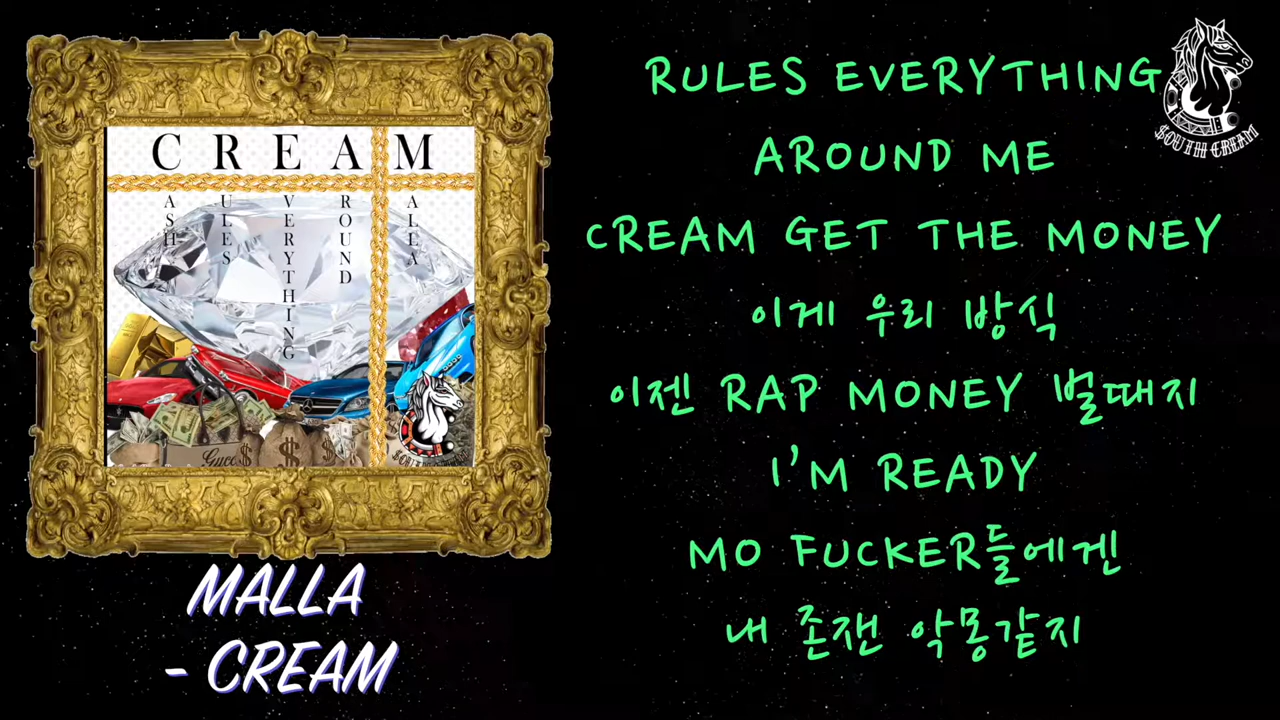 CREAM
ASH
ULES
VERYTHING
ROUND
ALLA
GUCCI
$OUTH CREAM
MALLA
- CREAM
RULES EVERYTHING
AROUND ME
CREAM GET THE MONEY
이게 우리 방식
이젠 RAP MONEY 벌때지
I'M READY
MO FUCKER들에겐
내 존잰 악몽같지
$OUTH CREAM